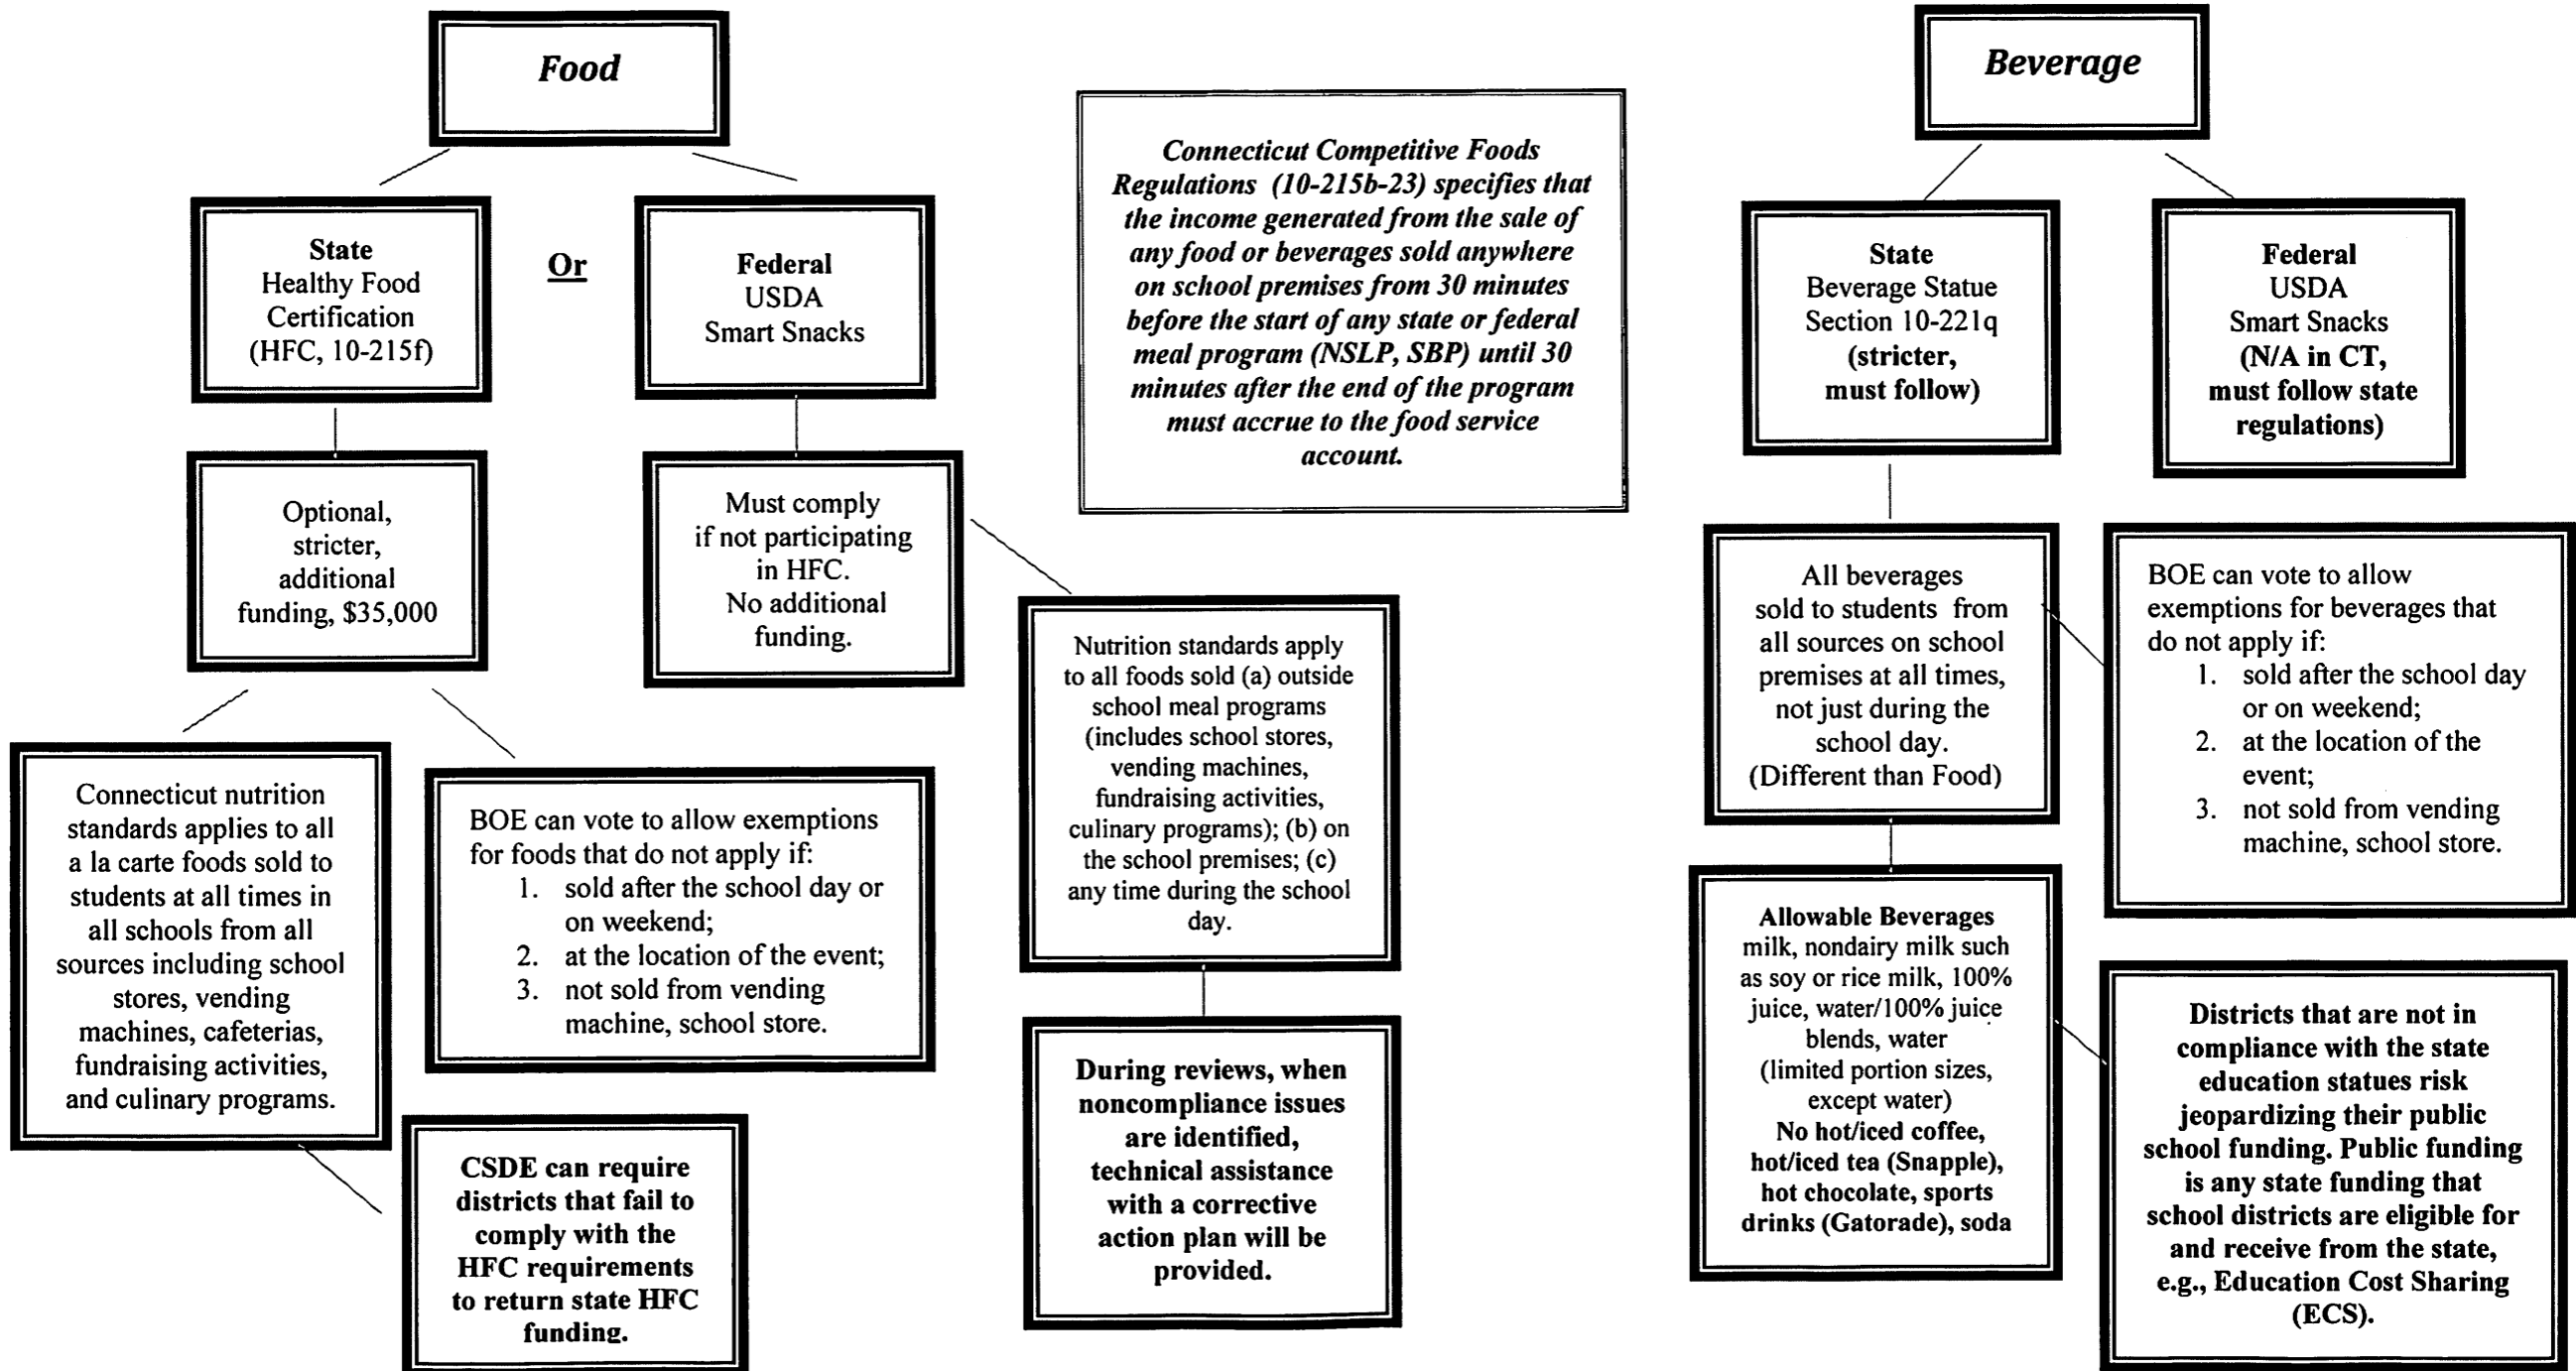 Food
State
Healthy Food
Certification
(HFC, 10-215f)
Or
Federal
USDA
Smart Snacks
Optional,
stricter,
additional
funding, $35,000
Must comply
if not participating
in HFC.
No additional
funding.
Connecticut nutrition
standards applies to all
a la carte foods sold to
students at all times in
all schools from all
sources including school
stores, vending
machines, cafeterias,
fundraising activities,
and culinary programs.
BOE can vote to allow exemptions
for foods that do not apply if:
1. sold after the school day or
on weekend;
2. at the location of the event;
3. not sold from vending
machine, school store.
CSDE can require
districts that fail to
comply with the
HFC requirements
to return state HFC
funding.
Nutrition standards apply
to all foods sold (a) outside
school meal programs
(includes school stores,
vending machines,
fundraising activities,
culinary programs); (b) on
the school premises; (c)
any time during the school
day.
During reviews, when
noncompliance issues
are identified,
technical assistance
with a corrective
action plan will be
provided.
Connecticut Competitive Foods
Regulations (10-215b-23) specifies that
the income generated from the sale of
any food or beverages sold anywhere
on school premises from 30 minutes
before the start of any state or federal
meal program (NSLP, SBP) until 30
minutes after the end of the program
must accrue to the food service
account.
Beverage
State
Beverage Statue
Section 10-221q
(stricter,
must follow)
Federal
USDA
Smart Snacks
(N/A in CT,
must follow state
regulations)
All beverages
sold to students from
all sources on school
premises at all times,
not just during the
school day.
(Different than Food)
BOE can vote to allow
exemptions for beverages that
do not apply if:
1. sold after the school day
or on weekend;
2. at the location of the
event;
3. not sold from vending
machine, school store.
Allowable Beverages
milk, nondairy milk such
as soy or rice milk, 100%
juice, water/100% juice
blends, water
(limited portion sizes,
except water)
No hot/iced coffee,
hot/iced tea (Snapple),
hot chocolate, sports
drinks (Gatorade), soda
Districts that are not in
compliance with the state
education statues risk
jeopardizing their public
school funding. Public funding
is any state funding that
school districts are eligible for
and receive from the state,
e.g., Education Cost Sharing
(ECS).